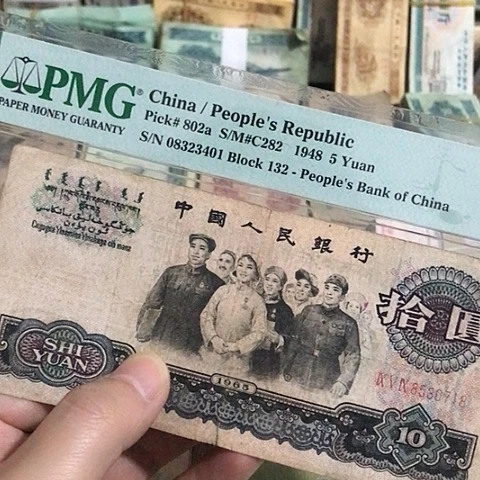 PMG®
PAPER MONEY GUARANTY
China / People's Republic
Pick# 802a S/M#C282 1948 5 Yuan
S/N 08323401 Block 132 - People's Bank of China
中國人民銀行
拾圓
SHI
YUAN
1965
10